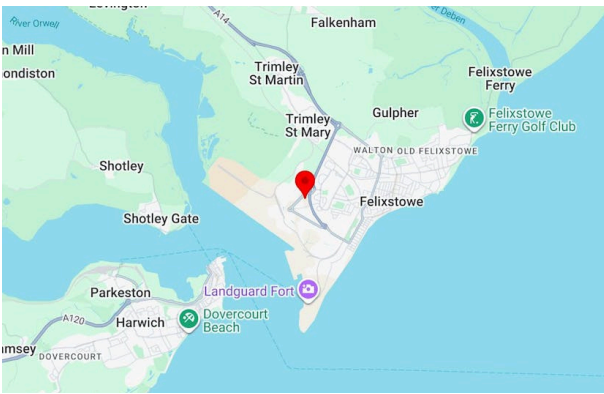 River Orwell
A14
Falkenham
Deben
n Mill
ondiston
Trimley
St Martin
Felixstowe
Ferry
Trimley
St Mary
Gulpher
Felixstowe
Ferry Golf Club
WALTON
OLD FELIXSTOWE
Shotley
Felixstowe
Shotley Gate
Landguard Fort
Parkeston
A120
Harwich
Dovercourt
Beach
msey
DOVERCOURT